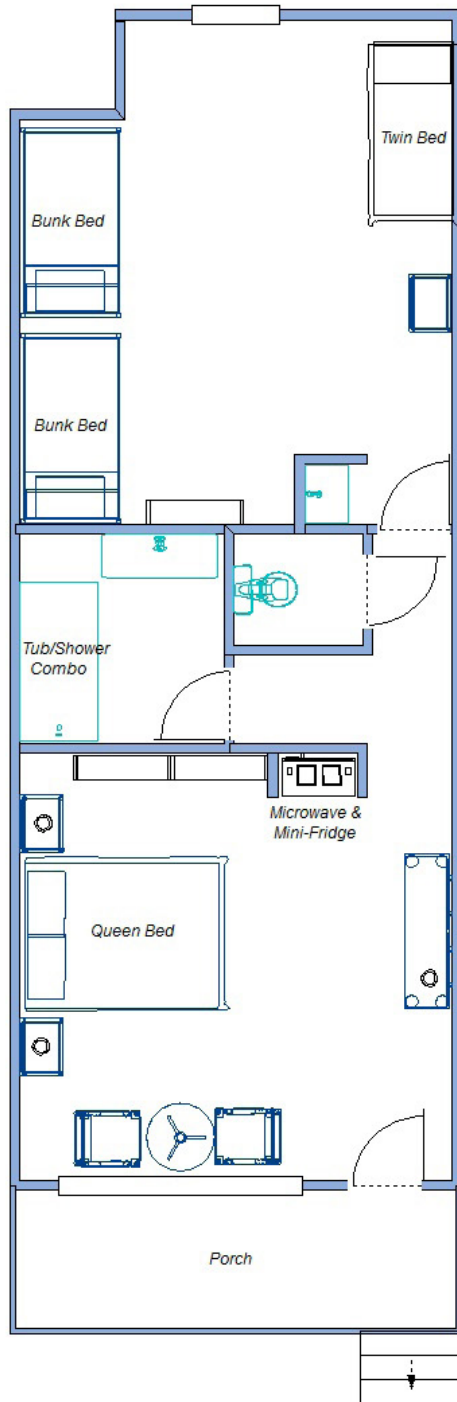 Twin Bed
Bunk Bed
Bunk Bed
Tub/Shower
Combo
Microwave &
Mini-Fridge
Queen Bed
Porch